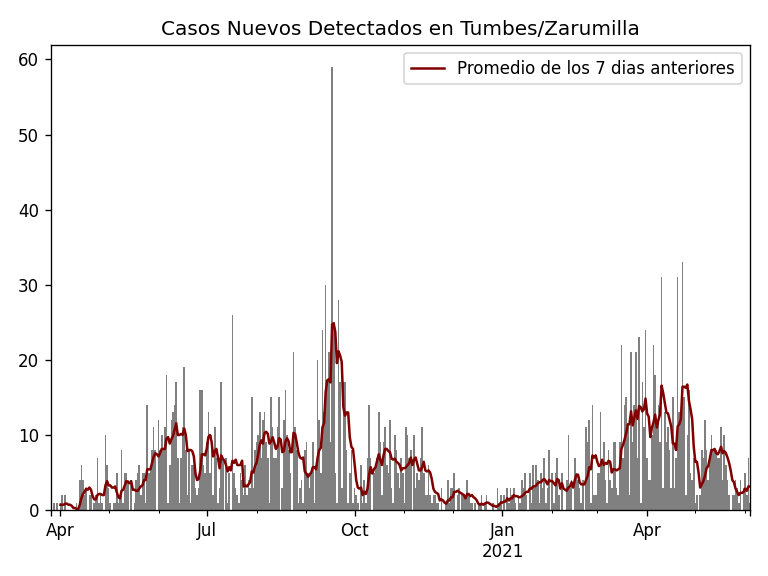 Casos Nuevos Detectados en Tumbes/Zarumilla
Promedio de los 7 dias anteriores
60
50
40
30
20
10
0
Apr
Jul
Oct
Jan
2021
Apr